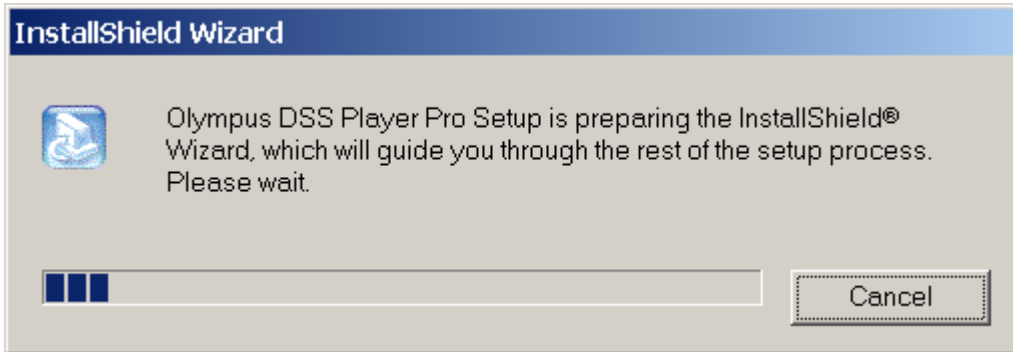 InstallShield Wizard
Olympus DSS Player Pro Setup is preparing the InstallShield®
Wizard, which will guide you through the rest of the setup process.
Please wait.
Cancel